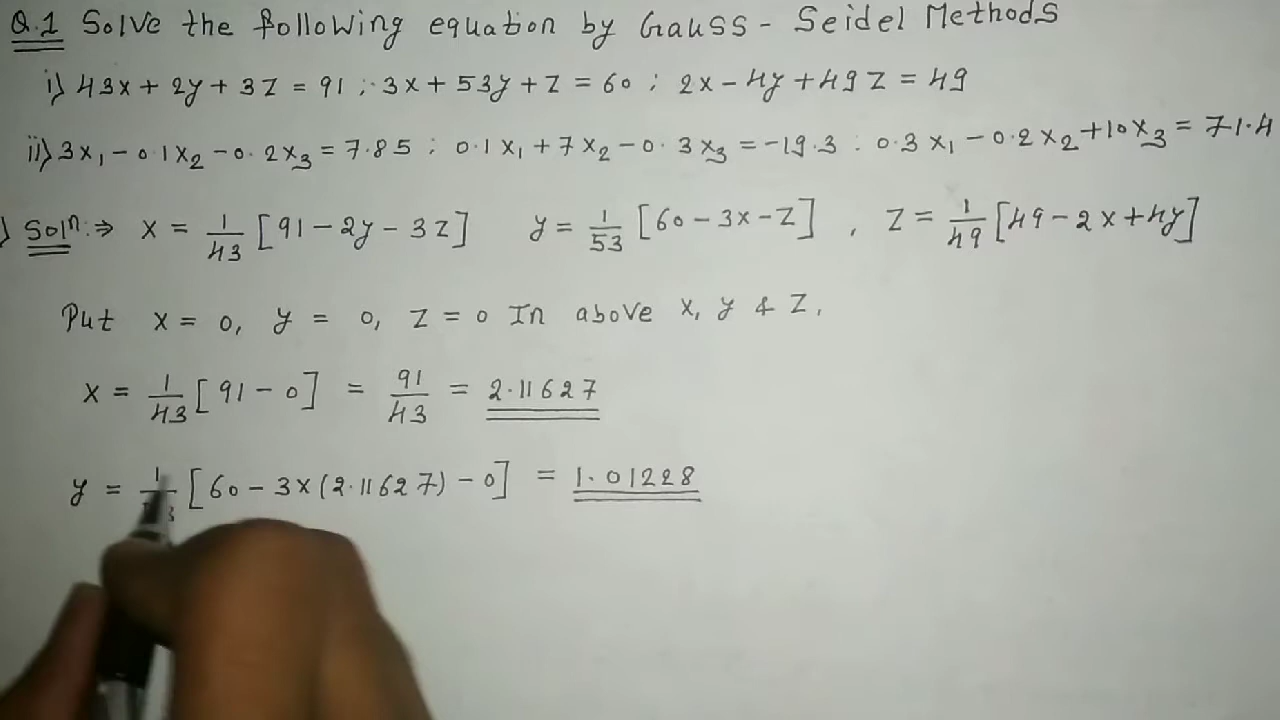 Q.1 Solve the following equation by Gauss - Seidel Methods
i) 43x + 2y + 3z = 91 ; 3x + 53y + z = 60 ; 2x - 4y + 49z = 49
ii) 3x₁ - 0.1x₂ - 0.2x₃ = 7.85 ; 0.1x₁ + 7x₂ - 0.3x₃ = -19.3 : 0.3x₁ - 0.2x₂ + 10x₃ = 71.4
) Solⁿ:⇒ x = 1/43 [91 - 2y - 3z] y = 1/53 [60 - 3x - z] , z = 1/49 [49 - 2x + 4y]
Put x = 0, y = 0, z = 0 In above x, y & z,
x = 1/43 [91 - 0] = 91/43 = 2.11627
y = 1/ 3 [60 - 3x(2.11627) - 0] = 1.01228